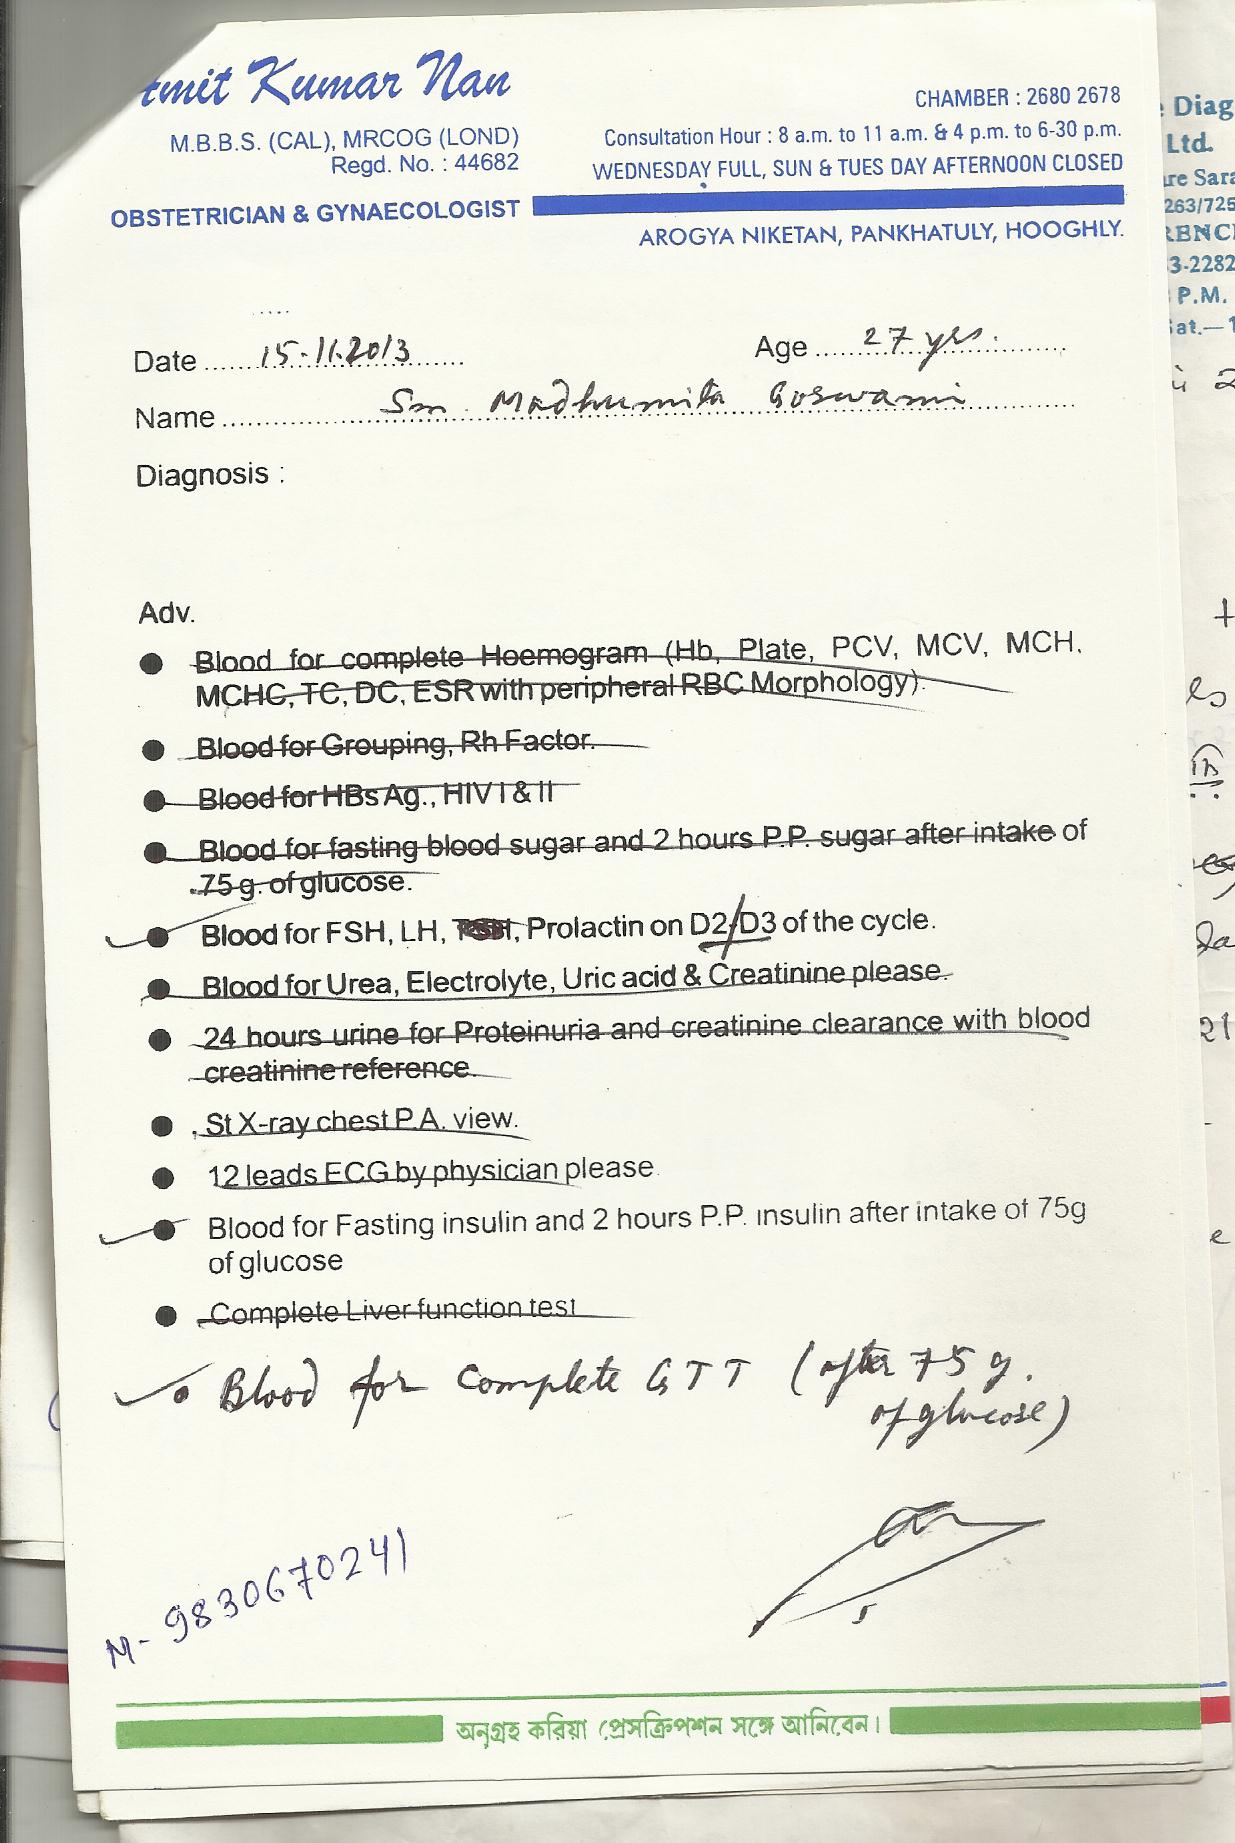 Amit Kumar Nan
M.B.B.S. (CAL), MRCOG (LOND)
Regd. No. : 44682
OBSTETRICIAN & GYNAECOLOGIST
CHAMBER : 2680 2678
Consultation Hour : 8 a.m. to 11 a.m. & 4 p.m. to 6-30 p.m.
WEDNESDAY FULL, SUN & TUES DAY AFTERNOON CLOSED
AROGYA NIKETAN, PANKHATULY, HOOGHLY.
Date 15.11.2013 Age 27 yrs.
Name Sm Madhumita Goswami
Diagnosis :
Adv.
● Blood for complete Hoemogram (Hb, Plate, PCV, MCV, MCH.
MCHC, TC, DC, ESR with peripheral RBC Morphology).
● Blood for Grouping, Rh Factor.
● Blood for HBs Ag., HIV I & II
● Blood for fasting blood sugar and 2 hours P.P. sugar after intake of
75 g. of glucose.
● Blood for FSH, LH, Prolactin on D2/D3 of the cycle.
● Blood for Urea, Electrolyte, Uric acid & Creatinine please.
● 24 hours urine for Proteinuria and creatinine clearance with blood
creatinine reference.
● St X-ray chest P.A. view.
● 12 leads ECG by physician please
● Blood for Fasting insulin and 2 hours P.P. insulin after intake of 75g
of glucose
● Complete Liver function test
• Blood for Complete GTT (after 75 g.
of glucose)
M- 9830670241
অনুগ্রহ করিয়া প্রেসক্রিপশন সঙ্গে আনিবেন।
Diag
Ltd.
re Sara
263/725
3-2282
P.M.
at.—1